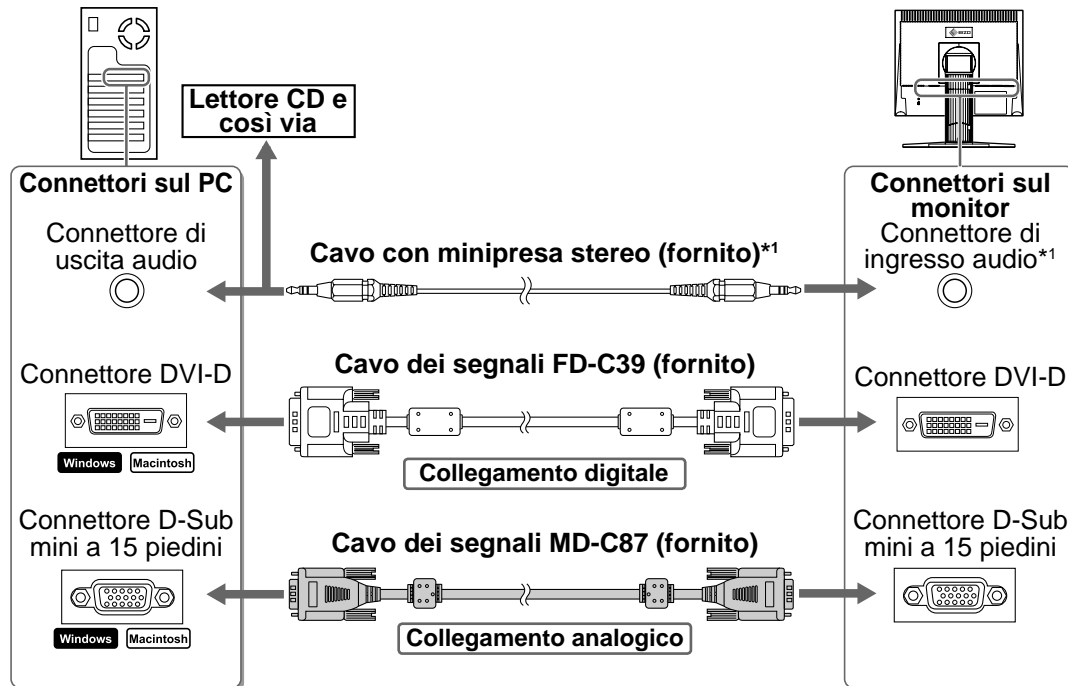 EIZO
Lettore CD e
così via
Connettori sul PC
Connettori sul
monitor
Connettore di
uscita audio
Cavo con minipresa stereo (fornito)*1
Connettore di
ingresso audio*1
Connettore DVI-D
Windows Macintosh
Cavo dei segnali FD-C39 (fornito)
Collegamento digitale
Connettore DVI-D
Connettore D-Sub
mini a 15 piedini
Windows Macintosh
Cavo dei segnali MD-C87 (fornito)
Collegamento analogico
Connettore D-Sub
mini a 15 piedini